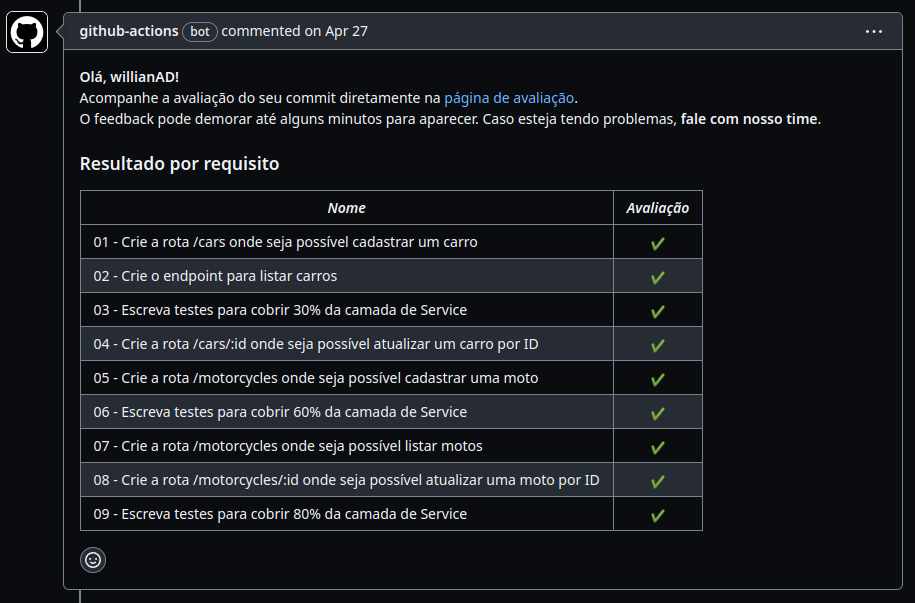 github-actions bot commented on Apr 27
Olá, willianAD!
Acompanhe a avaliação do seu commit diretamente na página de avaliação.
O feedback pode demorar até alguns minutos para aparecer. Caso esteja tendo problemas, fale com nosso time.
Resultado por requisito
Nome Avaliação
01 - Crie a rota /cars onde seja possível cadastrar um carro ✔
02 - Crie o endpoint para listar carros ✔
03 - Escreva testes para cobrir 30% da camada de Service ✔
04 - Crie a rota /cars/:id onde seja possível atualizar um carro por ID ✔
05 - Crie a rota /motorcycles onde seja possível cadastrar uma moto ✔
06 - Escreva testes para cobrir 60% da camada de Service ✔
07 - Crie a rota /motorcycles onde seja possível listar motos ✔
08 - Crie a rota /motorcycles/:id onde seja possível atualizar uma moto por ID ✔
09 - Escreva testes para cobrir 80% da camada de Service ✔